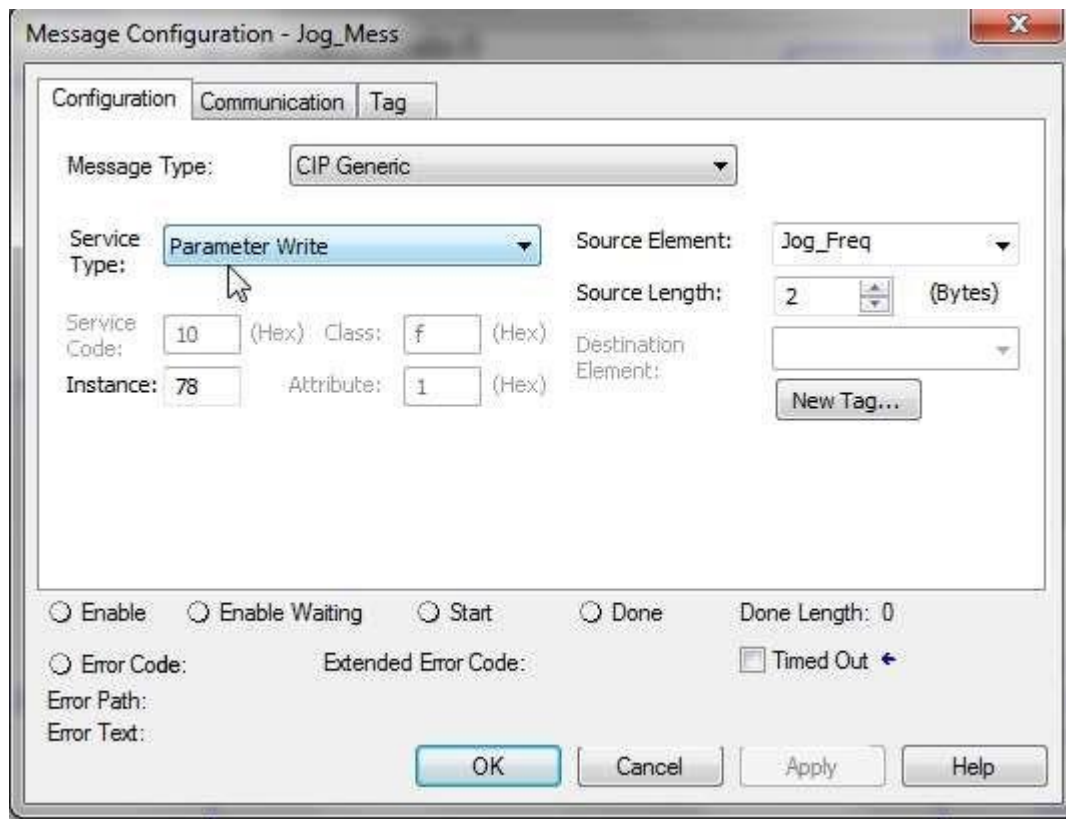 Message Configuration - Jog_Mess
Configuration Communication Tag
Message Type: CIP Generic
Service Type: Parameter Write
Source Element: Jog_Freq
Source Length: 2 (Bytes)
Service Code: 10 (Hex) Class: f (Hex)
Destination Element:
Instance: 78 Attribute: 1 (Hex)
New Tag...
Enable Enable Waiting Start Done Done Length: 0
Error Code: Extended Error Code: Timed Out
Error Path:
Error Text:
OK Cancel Apply Help